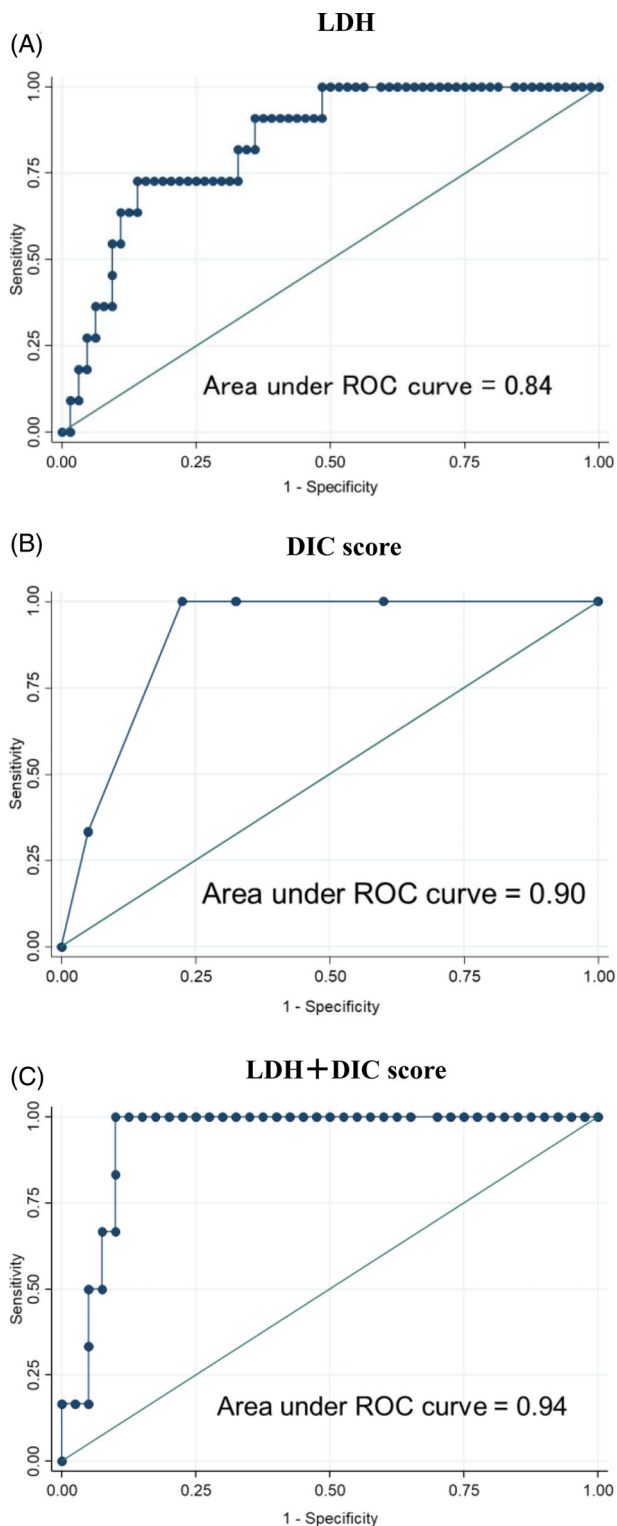 (A)
LDH
1.00
0.75
0.50
0.25
0.00
Sensitivity
Area under ROC curve = 0.84
0.00 0.25 0.50 0.75 1.00
1 - Specificity
(B)
DIC score
1.00
0.75
0.50
0.25
0.00
Sensitivity
Area under ROC curve = 0.90
0.00 0.25 0.50 0.75 1.00
1 - Specificity
(C)
LDH+DIC score
1.00
0.75
0.50
0.25
0.00
Sensitivity
Area under ROC curve = 0.94
0.00 0.25 0.50 0.75 1.00
1 - Specificity